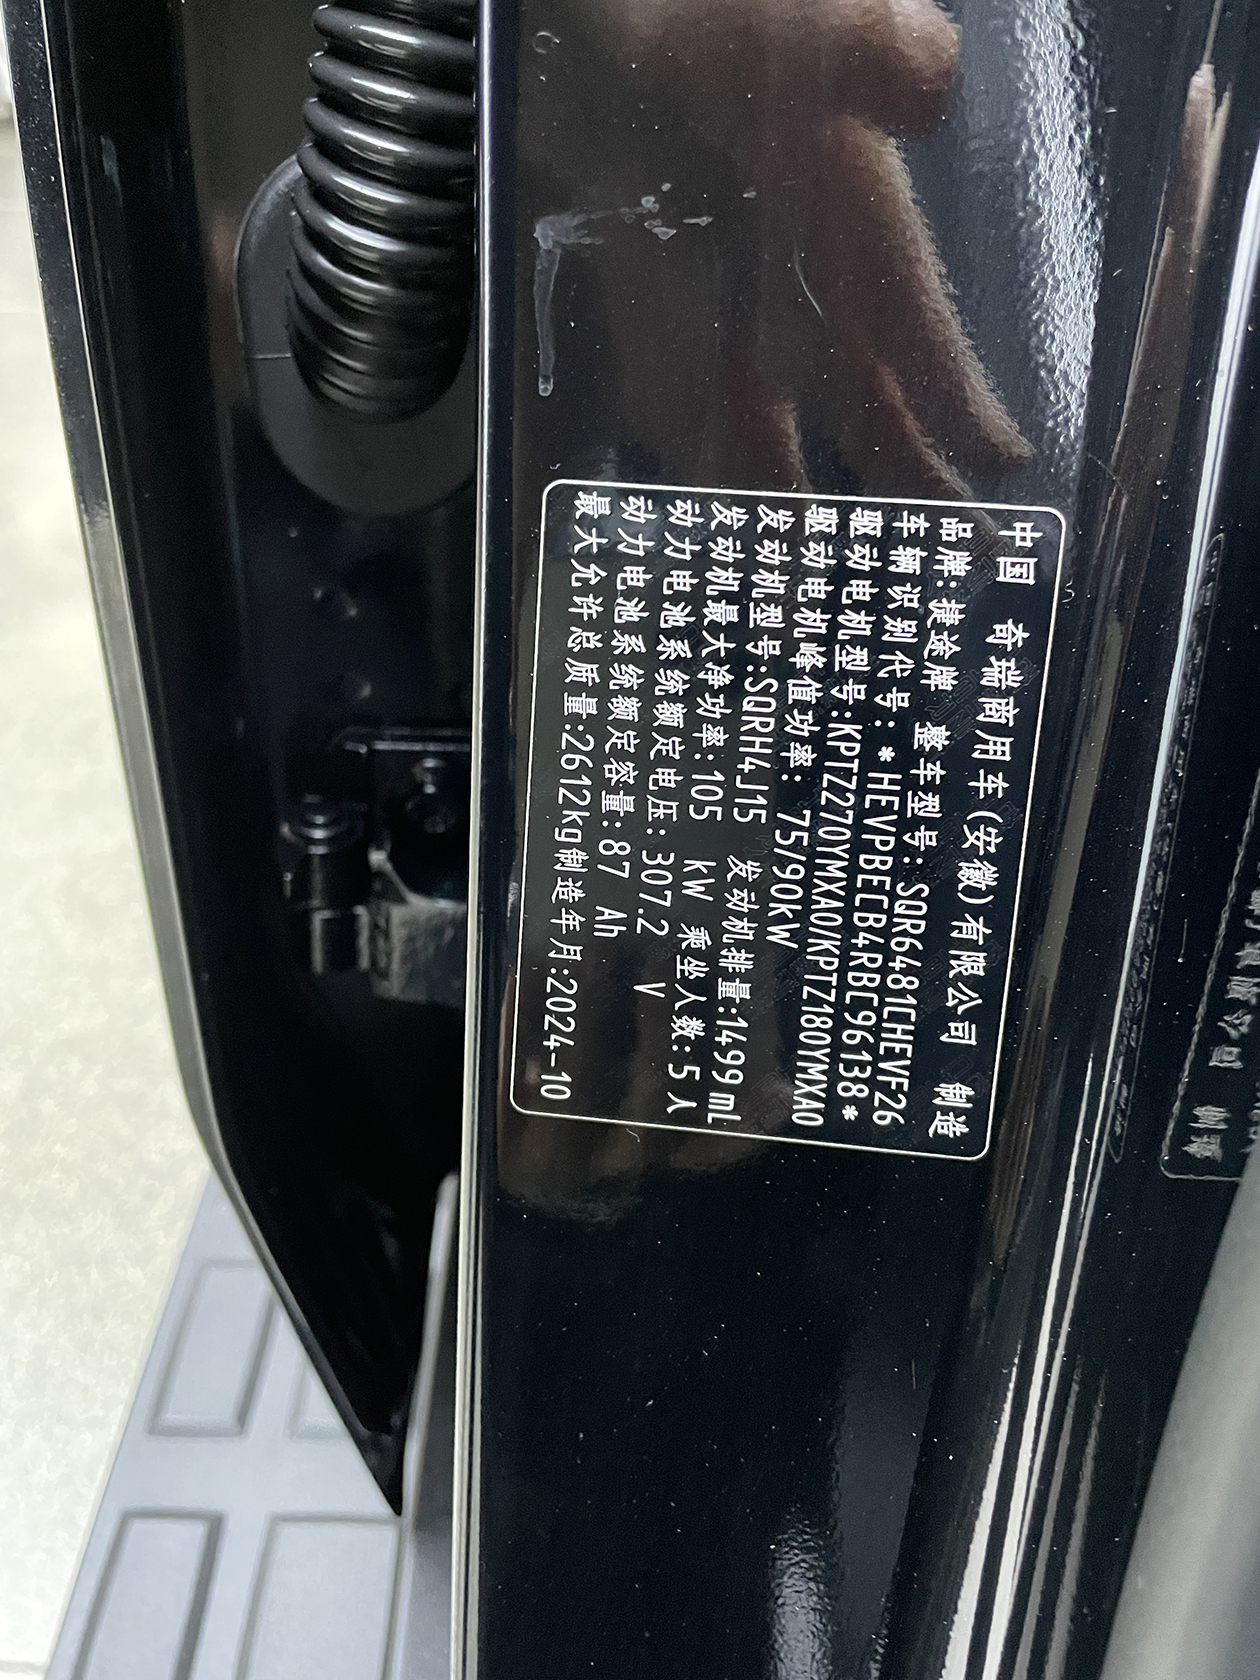 中国 奇瑞商用车(安徽)有限公司 制造
品牌:捷途牌 整车型号:SQR6481CHEVF26
车辆识别代号:*HEVPBECB4RBC96138*
驱动电机型号:KPTZ270YMXA0/KPTZ180YMXA0
驱动电机峰值功率: 75/90kW
发动机型号:SQRH4J15 发动机排量:1499mL
发动机最大净功率:105 kW 乘坐人数:5人
动力电池系统额定电压:307.2 V
动力电池系统额定容量:87 Ah
最大允许总质量:2612kg制造年月:2024-10